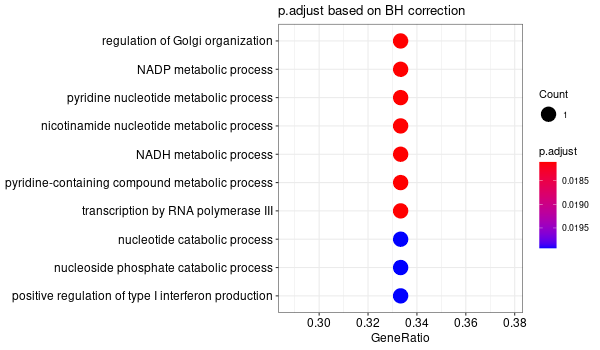 p.adjust based on BH correction
regulation of Golgi organization
NADP metabolic process
pyridine nucleotide metabolic process
nicotinamide nucleotide metabolic process
NADH metabolic process
pyridine-containing compound metabolic process
transcription by RNA polymerase III
nucleotide catabolic process
nucleoside phosphate catabolic process
positive regulation of type I interferon production
0.30 0.32 0.34 0.36 0.38
GeneRatio
Count
1
p.adjust
0.0185
0.0190
0.0195